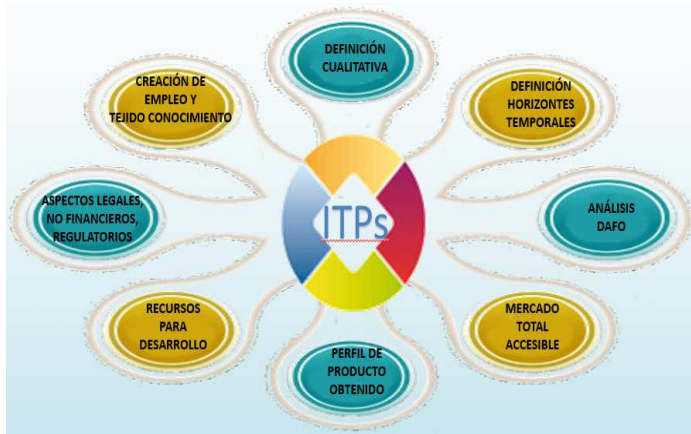 DEFINICIÓN
CUALITATIVA
DEFINICIÓN
HORIZONTES
TEMPORALES
ANÁLISIS
DAFO
MERCADO
TOTAL
ACCESIBLE
PERFIL DE
PRODUCTO
OBTENIDO
RECURSOS
PARA
DESARROLLO
ASPECTOS LEGALES,
NO FINANCIEROS,
REGULATORIOS
CREACIÓN DE
EMPLEO Y
TEJIDO CONOCIMIENTO
ITPs